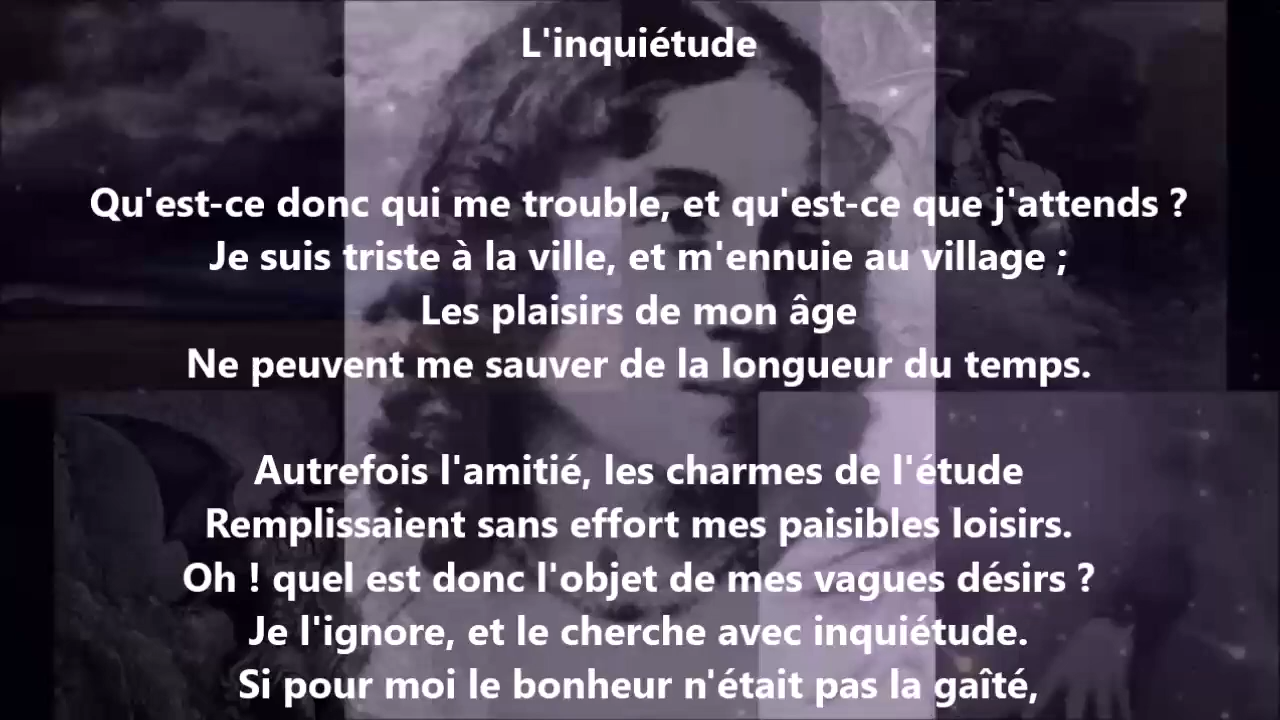 L'inquiétude
Qu'est-ce donc qui me trouble, et qu'est-ce que j'attends ?
Je suis triste à la ville, et m'ennuie au village ;
Les plaisirs de mon âge
Ne peuvent me sauver de la longueur du temps.
Autrefois l'amitié, les charmes de l'étude
Remplissaient sans effort mes paisibles loisirs.
Oh ! quel est donc l'objet de mes vagues désirs ?
Je l'ignore, et le cherche avec inquiétude.
Si pour moi le bonheur n'était pas la gaîté,